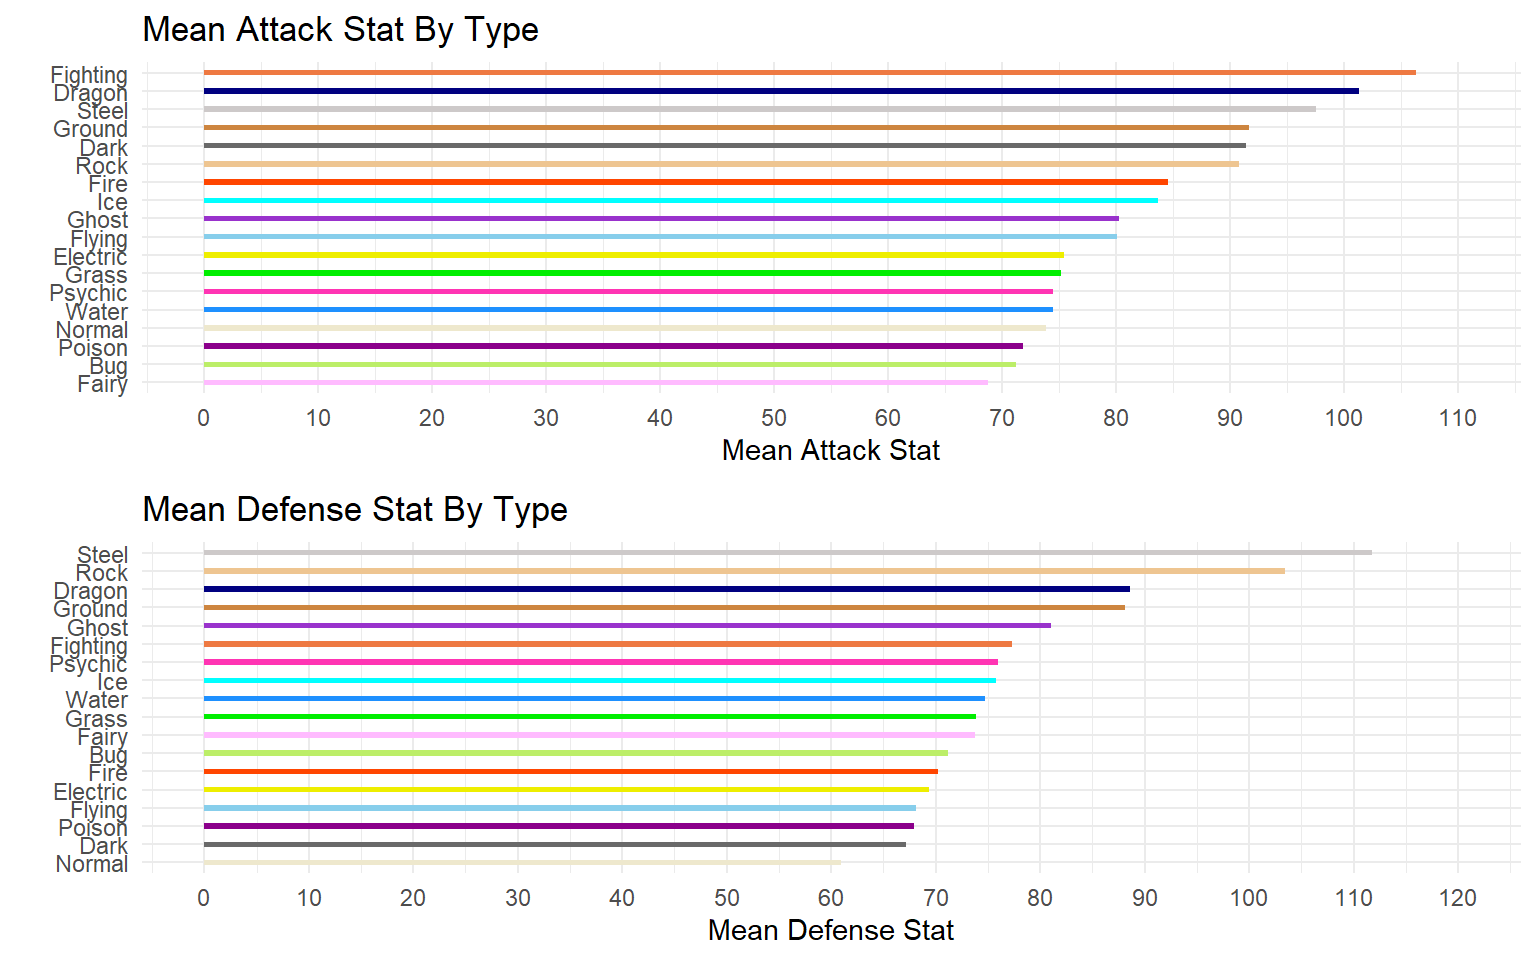 Mean Attack Stat By Type
Fighting
Dragon
Steel
Ground
Dark
Rock
Fire
Ice
Ghost
Flying
Electric
Grass
Psychic
Water
Normal
Poison
Bug
Fairy
0 10 20 30 40 50 60 70 80 90 100 110
Mean Attack Stat
Mean Defense Stat By Type
Steel
Rock
Dragon
Ground
Ghost
Fighting
Psychic
Ice
Water
Grass
Fairy
Bug
Fire
Electric
Flying
Poison
Dark
Normal
0 10 20 30 40 50 60 70 80 90 100 110 120
Mean Defense Stat